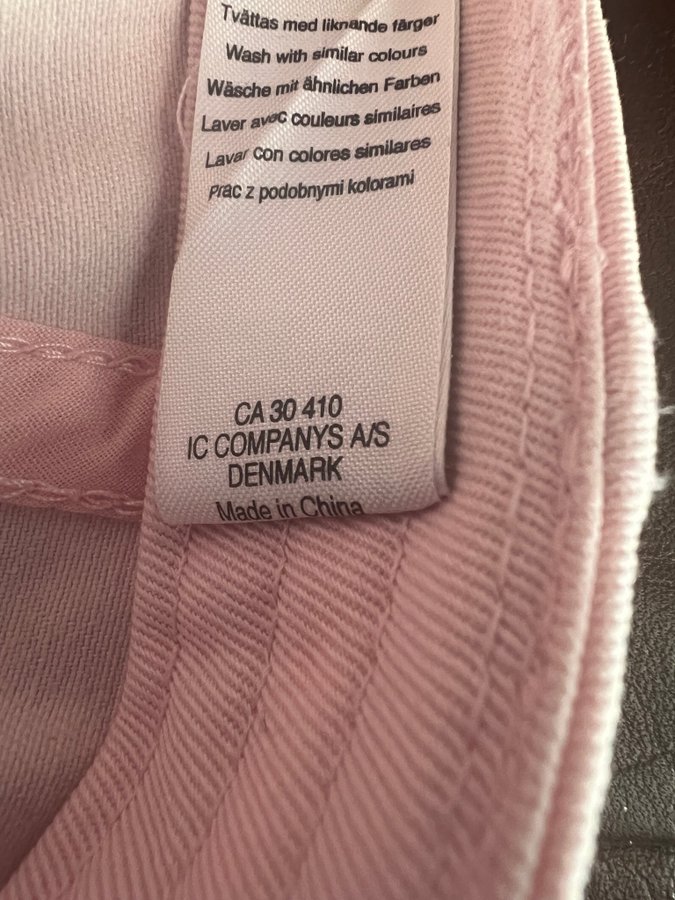 Tvättas med liknande färger
Wash with similar colours
Wäsche mit ähnlichen Farben
Laver avec couleurs similaires
Lavar con colores similares
Prac z podobnymi kolorami
CA 30 410
IC COMPANYS A/S
DENMARK
Made in China